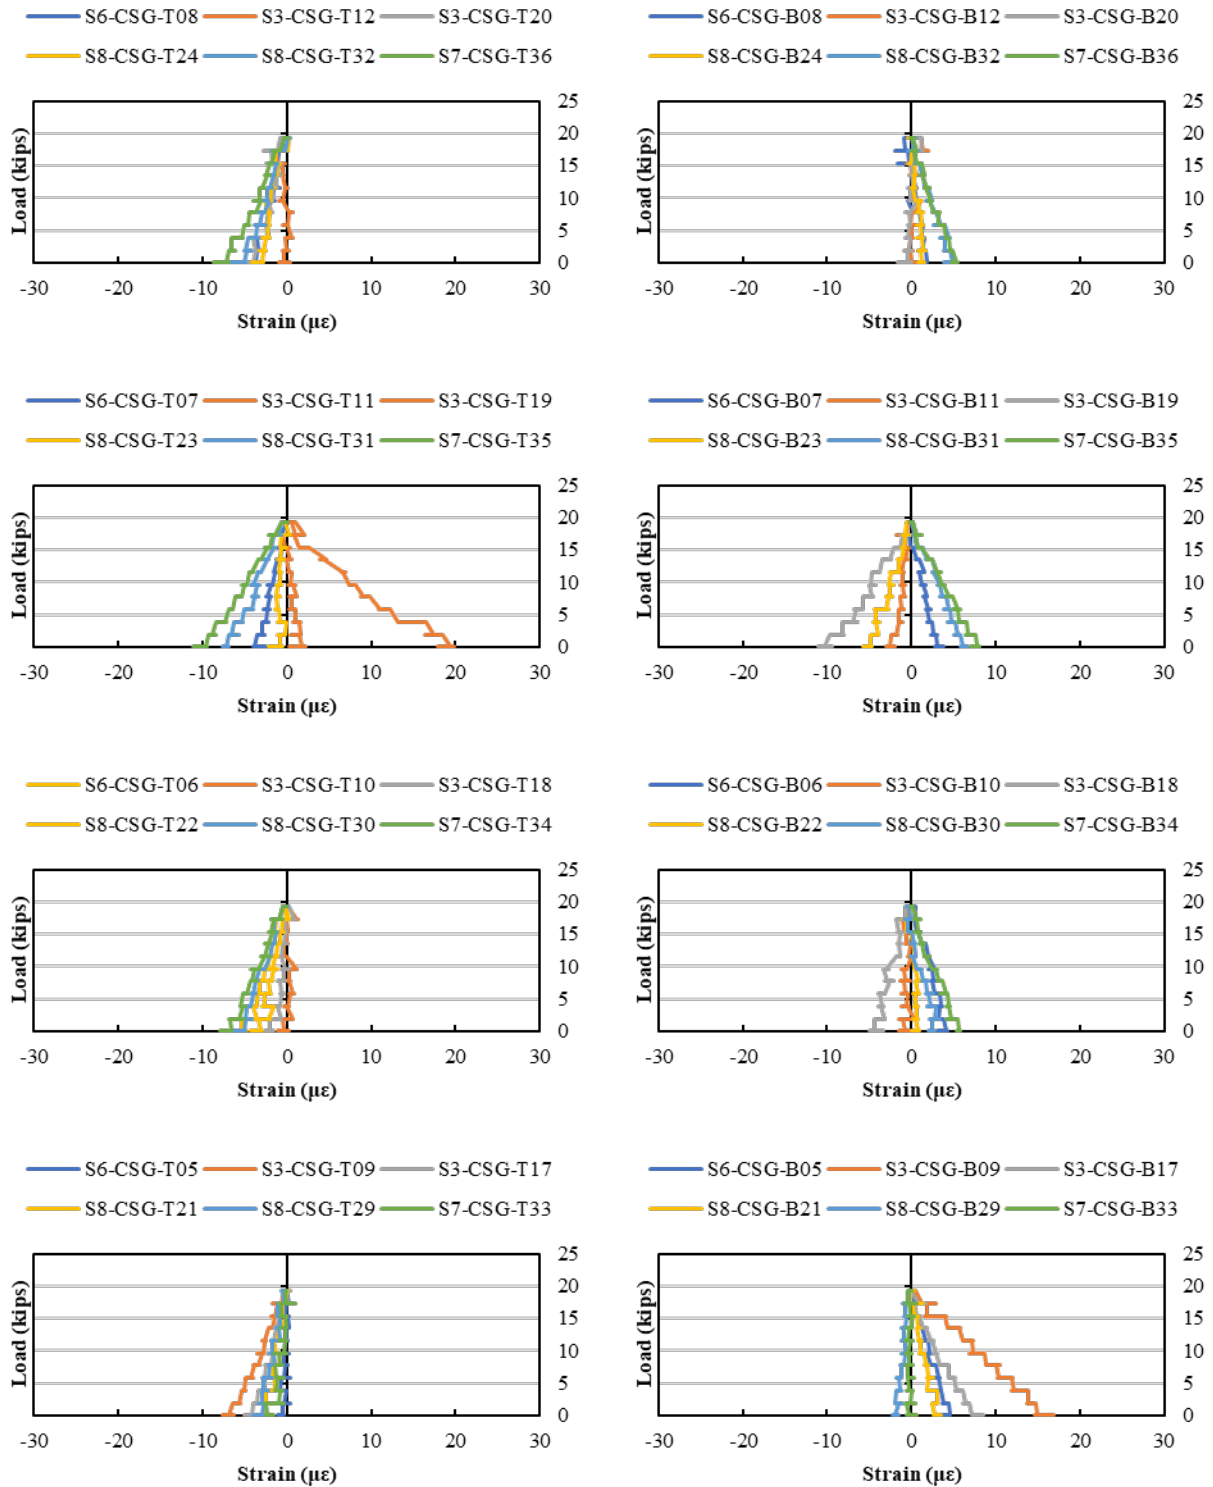 S6-CSG-T08 S3-CSG-T12 S3-CSG-T20
S8-CSG-T24 S8-CSG-T32 S7-CSG-T36
25
20
15
10
5
0
Load (kips)
-30 -20 -10 0 10 20 30
Strain (με)
S6-CSG-B08 S3-CSG-B12 S3-CSG-B20
S8-CSG-B24 S8-CSG-B32 S7-CSG-B36
25
20
15
10
5
0
Load (kips)
-30 -20 -10 0 10 20 30
Strain (με)
S6-CSG-T07 S3-CSG-T11 S3-CSG-T19
S8-CSG-T23 S8-CSG-T31 S7-CSG-T35
25
20
15
10
5
0
Load (kips)
-30 -20 -10 0 10 20 30
Strain (με)
S6-CSG-B07 S3-CSG-B11 S3-CSG-B19
S8-CSG-B23 S8-CSG-B31 S7-CSG-B35
25
20
15
10
5
0
Load (kips)
-30 -20 -10 0 10 20 30
Strain (με)
S6-CSG-T06 S3-CSG-T10 S3-CSG-T18
S8-CSG-T22 S8-CSG-T30 S7-CSG-T34
25
20
15
10
5
0
Load (kips)
-30 -20 -10 0 10 20 30
Strain (με)
S6-CSG-B06 S3-CSG-B10 S3-CSG-B18
S8-CSG-B22 S8-CSG-B30 S7-CSG-B34
25
20
15
10
5
0
Load (kips)
-30 -20 -10 0 10 20 30
Strain (με)
S6-CSG-T05 S3-CSG-T09 S3-CSG-T17
S8-CSG-T21 S8-CSG-T29 S7-CSG-T33
25
20
15
10
5
0
Load (kips)
-30 -20 -10 0 10 20 30
Strain (με)
S6-CSG-B05 S3-CSG-B09 S3-CSG-B17
S8-CSG-B21 S8-CSG-B29 S7-CSG-B33
25
20
15
10
5
0
Load (kips)
-30 -20 -10 0 10 20 30
Strain (με)